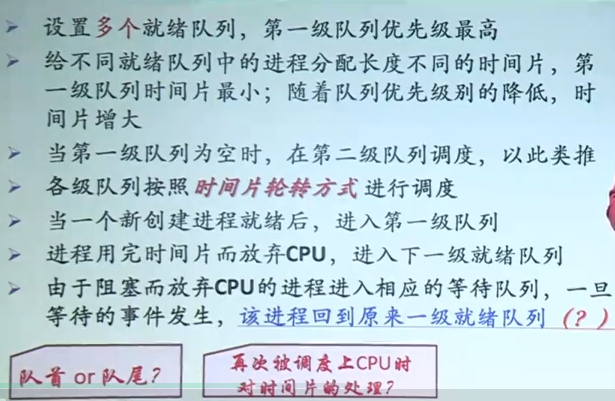 ➢ 设置多个就绪队列，第一级队列优先级最高
➢ 给不同就绪队列中的进程分配长度不同的时间片，第
一级队列时间片最小；随着队列优先级别的降低，时
间片增大
➢ 当第一级队列为空时，在第二级队列调度，以此类推
➢ 各级队列按照时间片轮转方式进行调度
➢ 当一个新创建进程就绪后，进入第一级队列
➢ 进程用完时间片而放弃CPU，进入下一级就绪队列
➢ 由于阻塞而放弃CPU的进程进入相应的等待队列，一旦
等待的事件发生，该进程回到原来一级就绪队列（？）
队首 or 队尾？
再次被调度上CPU时
对时间片的处理？